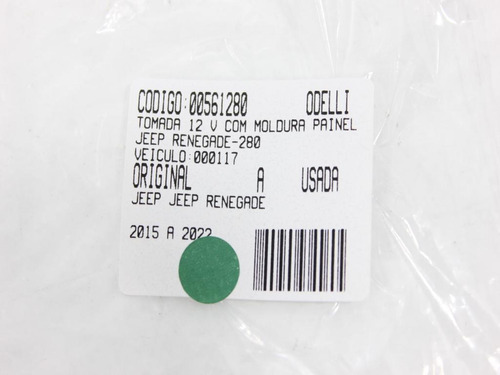 CODIGO:00561280 ODELLI
TOMADA 12 V COM MOLDURA PAINEL
JEEP RENEGADE-280
VEICULO:000117
ORIGINAL A USADA
JEEP JEEP RENEGADE
2015 A 2022